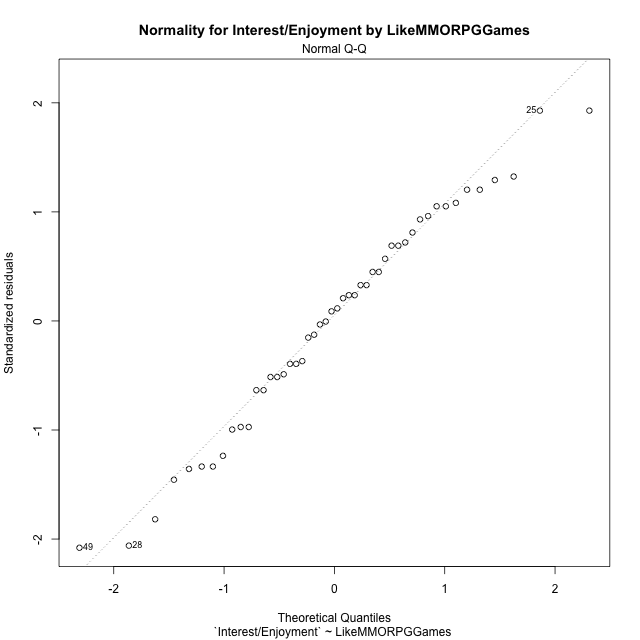 Normality for Interest/Enjoyment by LikeMMORPGGames
Normal Q-Q
2
1
0
-1
-2
Standardized residuals
25
49
28
-2 -1 0 1 2
Theoretical Quantiles
`Interest/Enjoyment` ~ LikeMMORPGGames